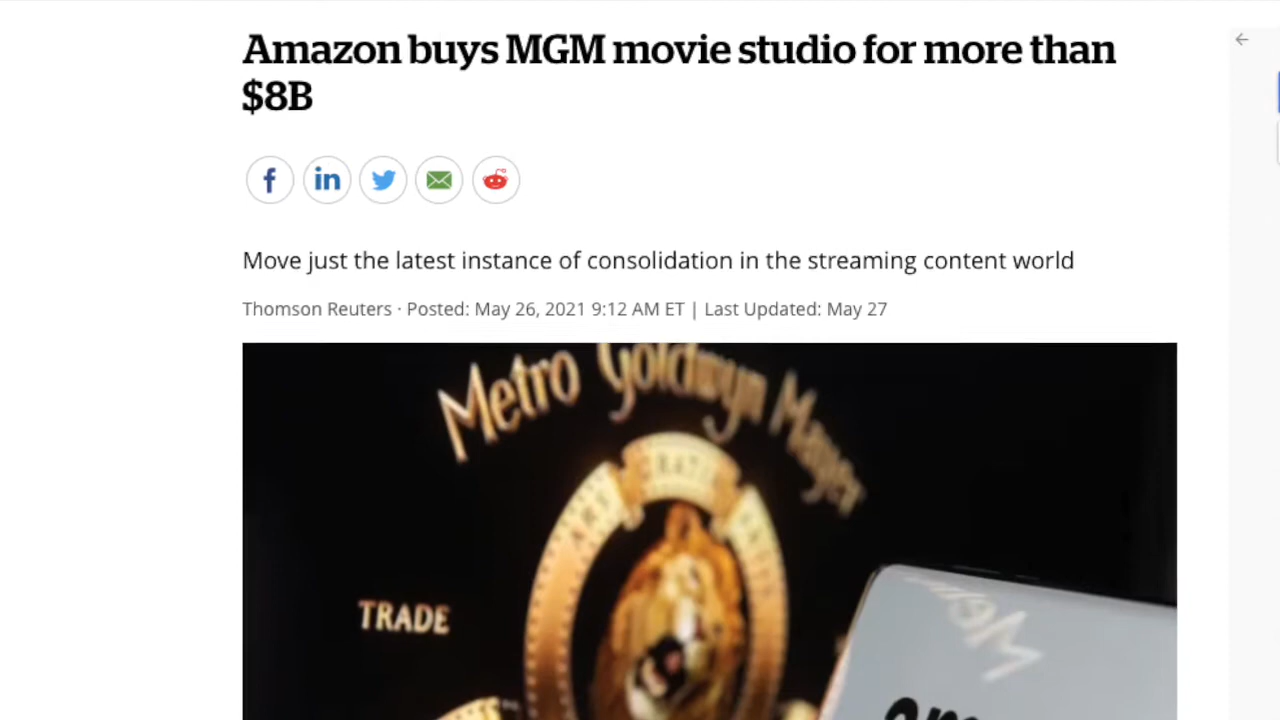 Amazon buys MGM movie studio for more than
$8B
f
in
Move just the latest instance of consolidation in the streaming content world
Thomson Reuters · Posted: May 26, 2021 9:12 AM ET | Last Updated: May 27
Metro Goldwyn Mayer
TRADE